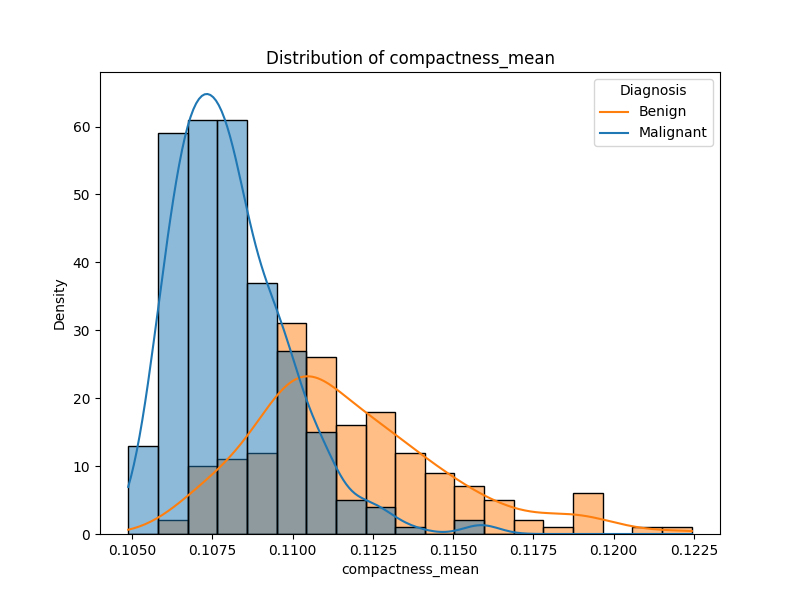 Distribution of compactness_mean
Diagnosis
Benign
Malignant
Density
60
50
40
30
20
10
0
0.1050 0.1075 0.1100 0.1125 0.1150 0.1175 0.1200 0.1225
compactness_mean